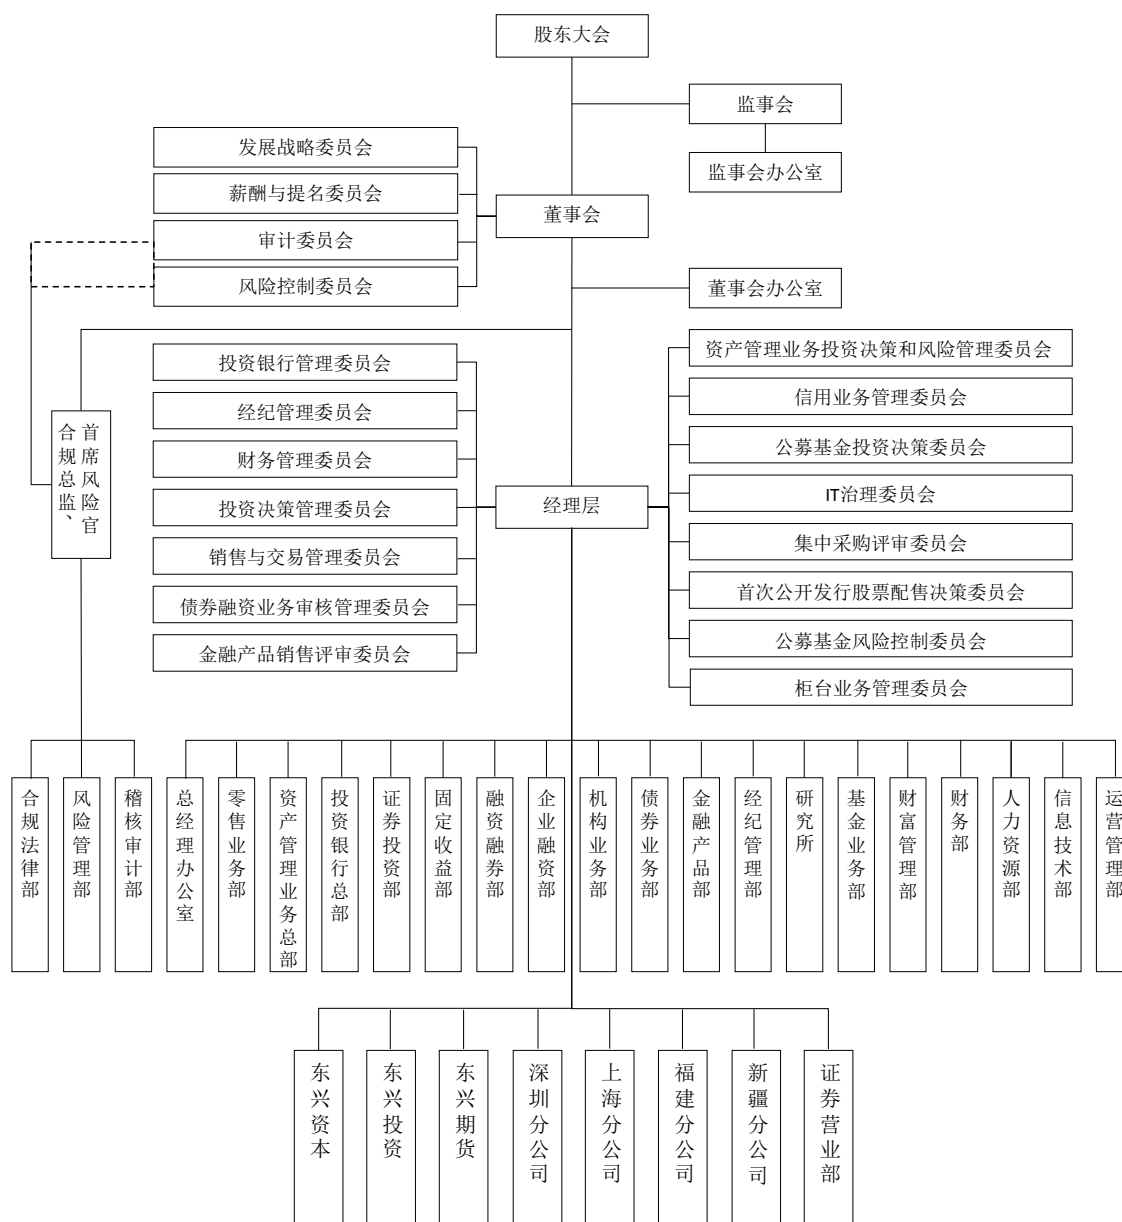 股东大会
监事会
监事会办公室
发展战略委员会
薪酬与提名委员会
审计委员会
风险控制委员会
董事会
董事会办公室
首席风险官
合规总监、
投资银行管理委员会
经纪管理委员会
财务管理委员会
投资决策管理委员会
销售与交易管理委员会
债券融资业务审核管理委员会
金融产品销售评审委员会
经理层
资产管理业务投资决策和风险管理委员会
信用业务管理委员会
公募基金投资决策委员会
IT治理委员会
集中采购评审委员会
首次公开发行股票配售决策委员会
公募基金风险控制委员会
柜台业务管理委员会
合规法律部
风险管理部
稽核审计部
总经理办公室
零售业务部
资产管理业务总部
投资银行总部
证券投资部
固定收益部
融资融券部
企业融资部
机构业务部
债券业务部
金融产品部
经纪管理部
研究所
基金业务部
财富管理部
财务部
人力资源部
信息技术部
运营管理部
东兴资本
东兴投资
东兴期货
深圳分公司
上海分公司
福建分公司
新疆分公司
证券营业部